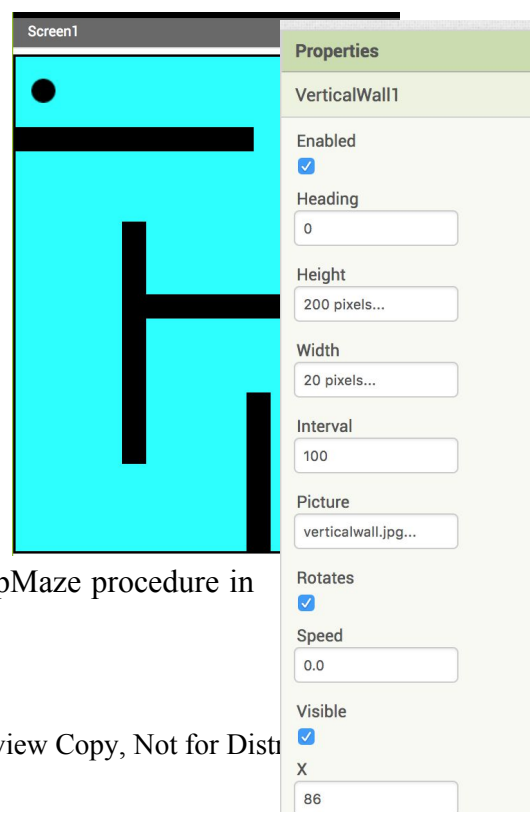 Screen1
Properties
VerticalWall1
Enabled
Heading
0
Height
200 pixels...
Width
20 pixels...
Interval
100
Picture
verticalwall.jpg...
Rotates
Speed
0.0
Visible
X
86
pMaze procedure in
view Copy, Not for Distr